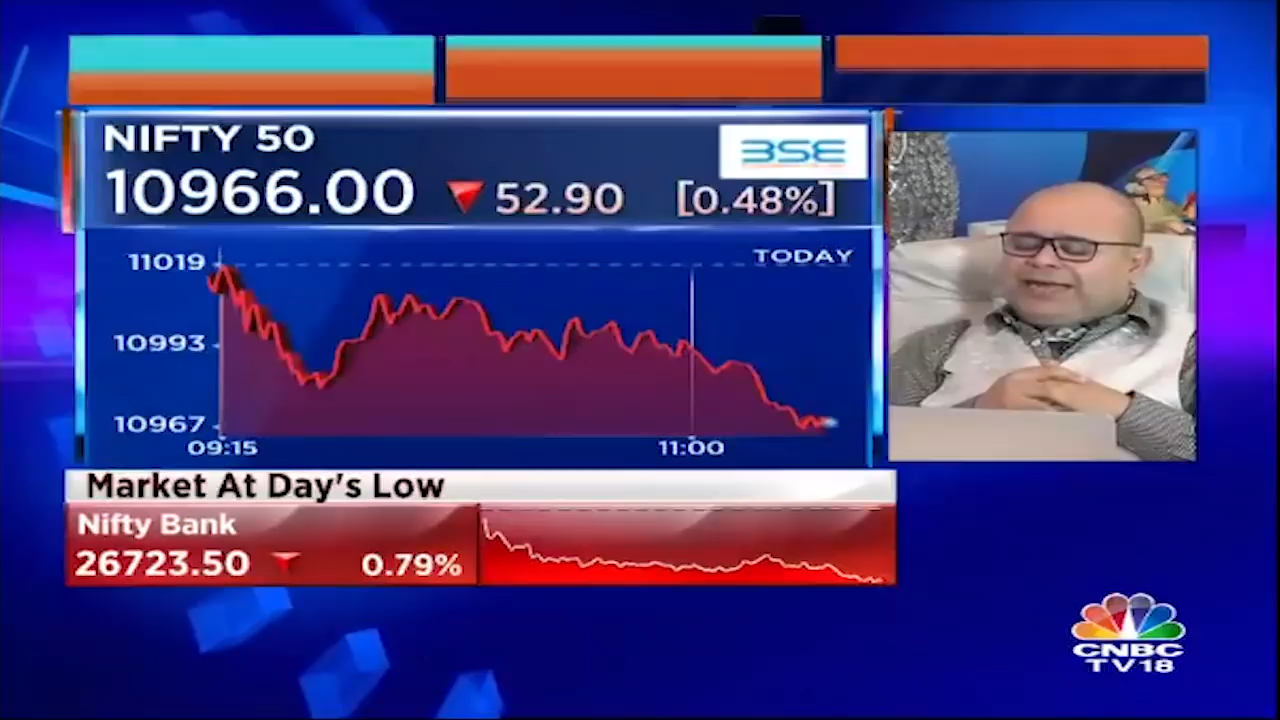 NIFTY 50
BSE
10966.00 ▼ 52.90 [0.48%]
TODAY
11019
10993
10967
09:15 11:00
Market At Day's Low
Nifty Bank
26723.50 ▼ 0.79%
CNBC
TV18